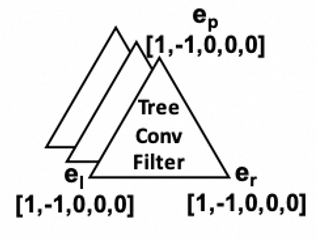 e_p
[1,-1,0,0,0]
Tree
Conv
Filter
e_l e_r
[1,-1,0,0,0] [1,-1,0,0,0]